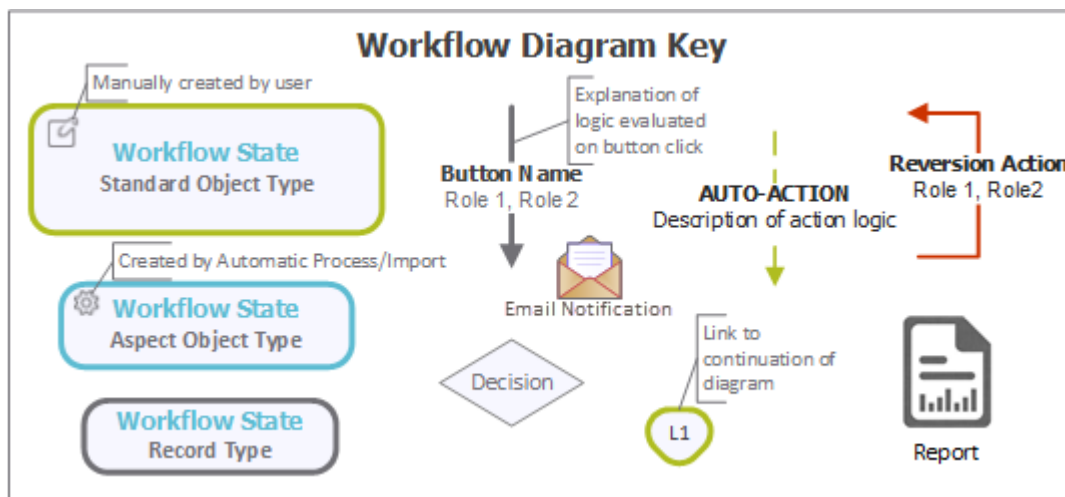 Workflow Diagram Key
Manually created by user
Workflow State
Standard Object Type
Created by Automatic Process/Import
Workflow State
Aspect Object Type
Workflow State
Record Type
Explanation of
logic evaluated
on button click
Button Name
Role 1, Role 2
Email Notification
Decision
AUTO-ACTION
Description of action logic
Link to
continuation of
diagram
L1
Reversion Action
Role 1, Role2
Report